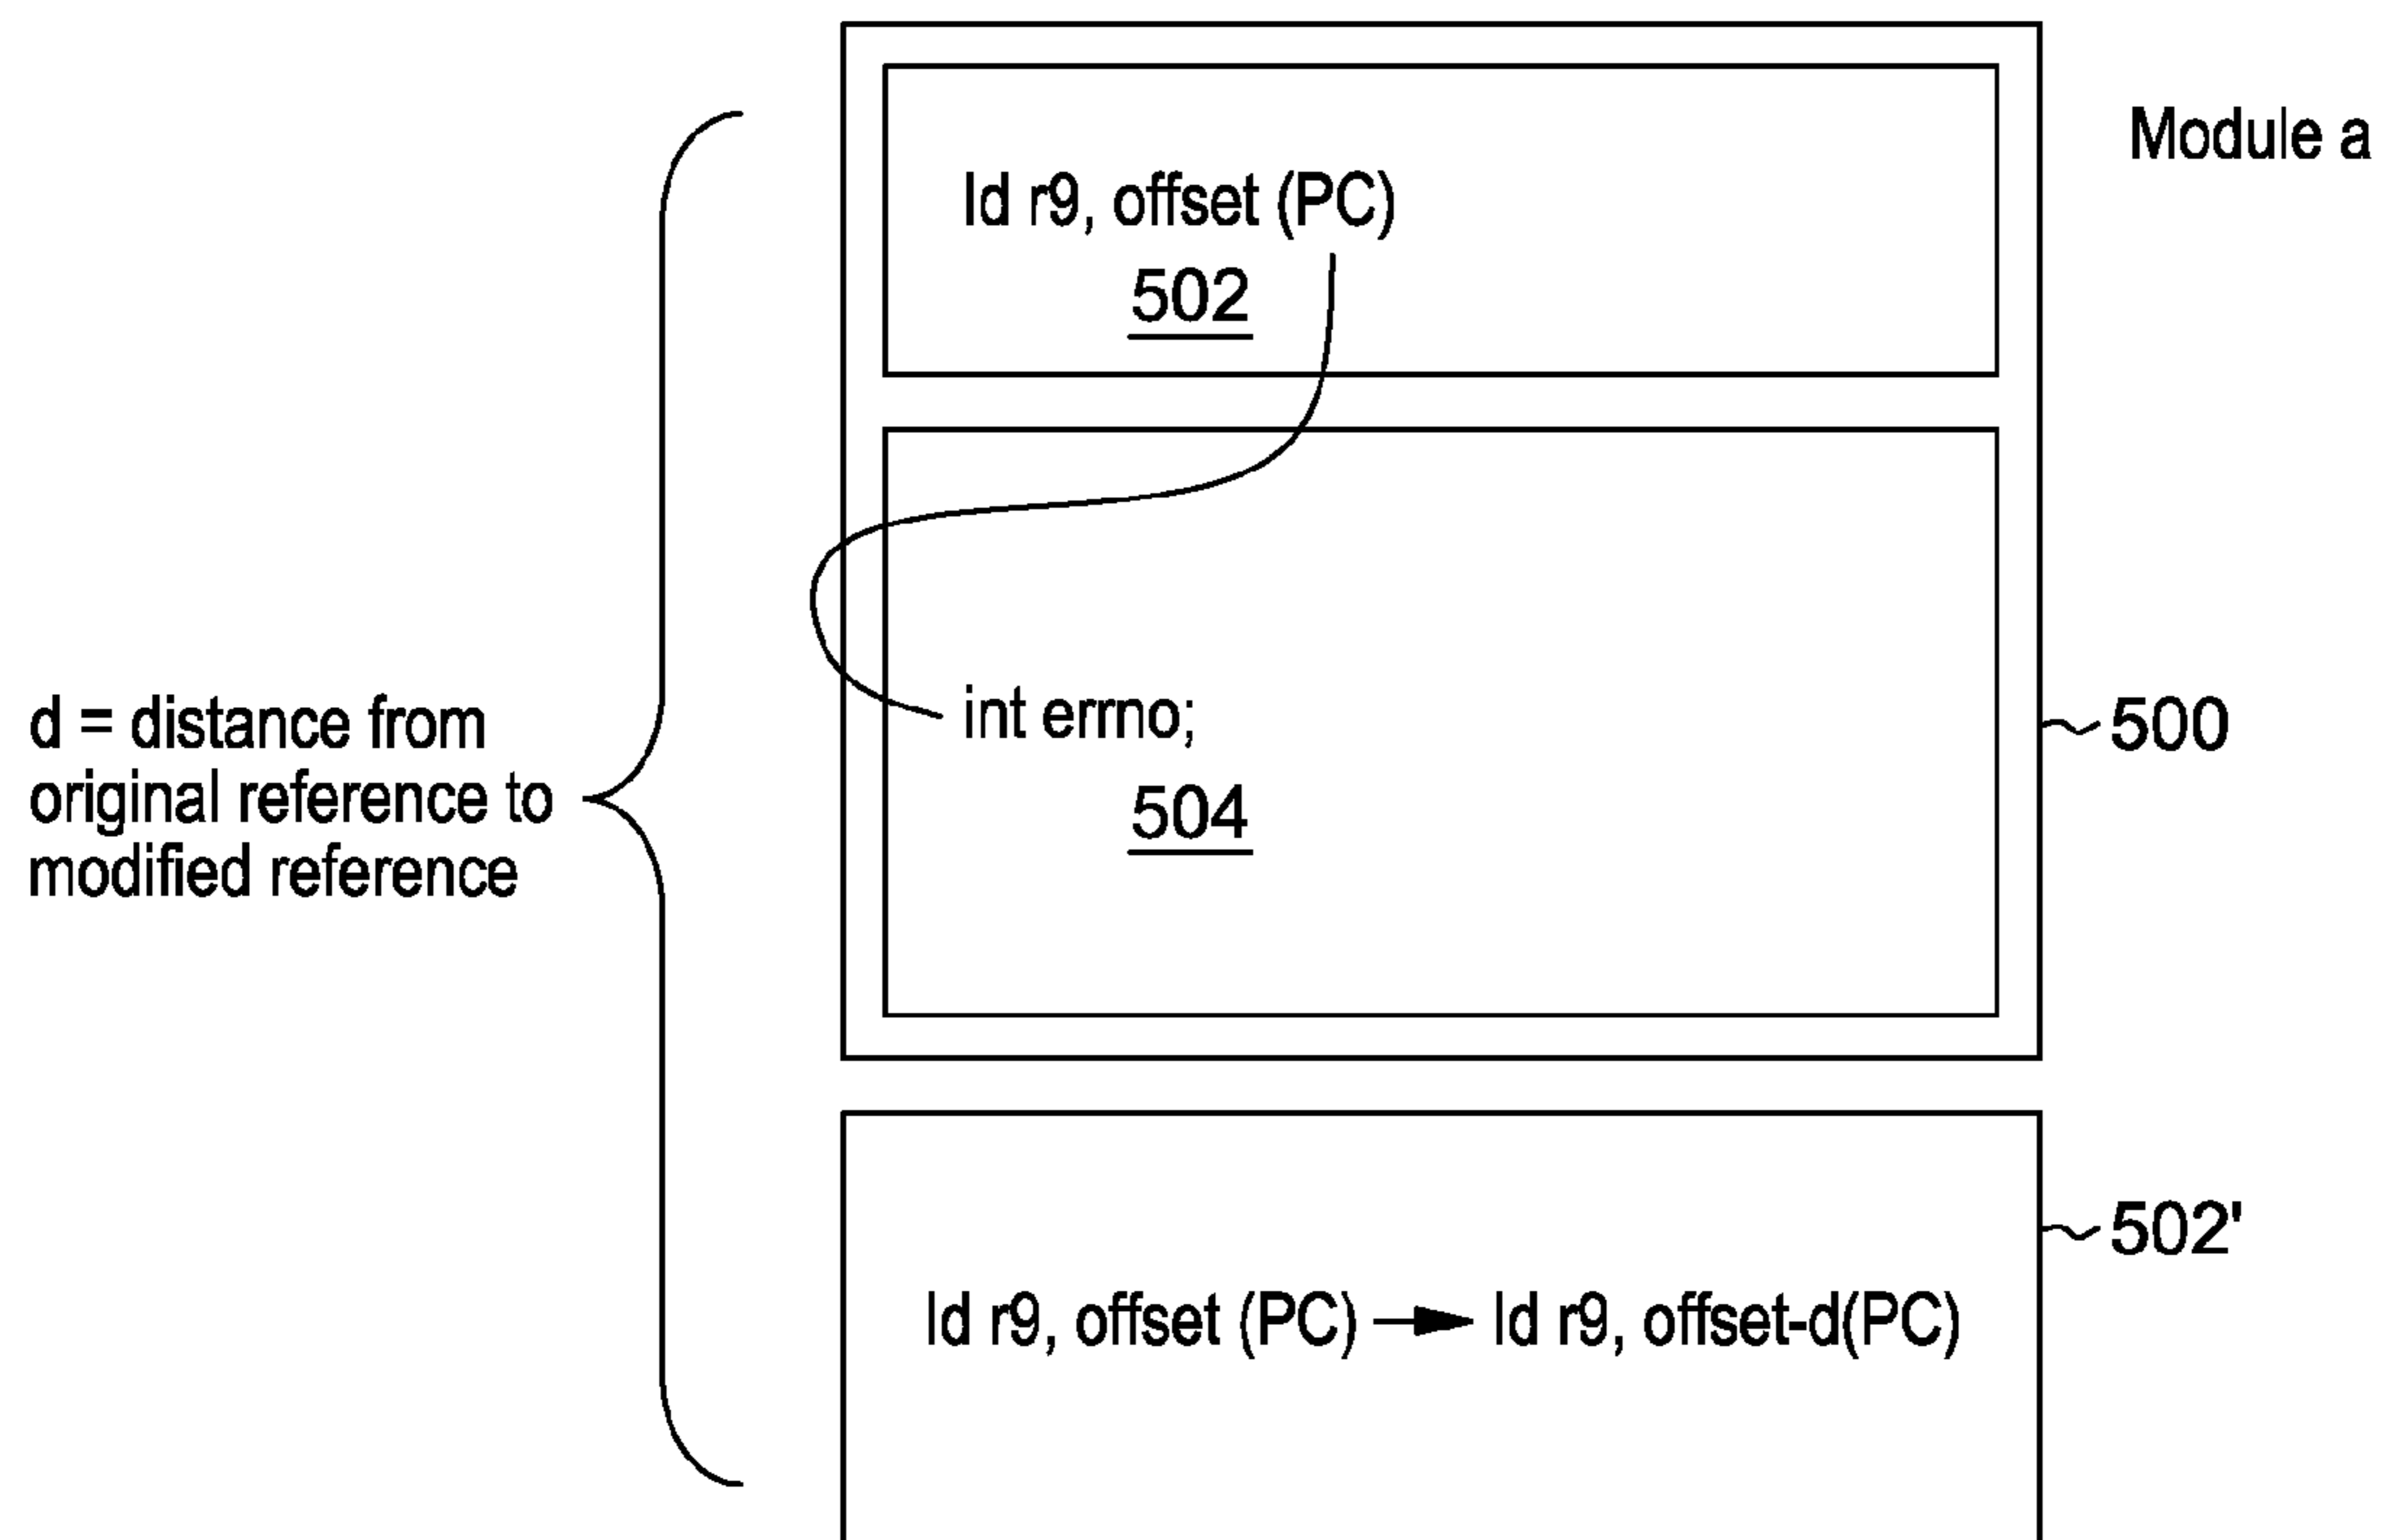 Module a
ld r9, offset (PC)
502
d = distance from
original reference to
modified reference
int errno;
500
504
502'
ld r9, offset (PC) → ld r9, offset-d(PC)